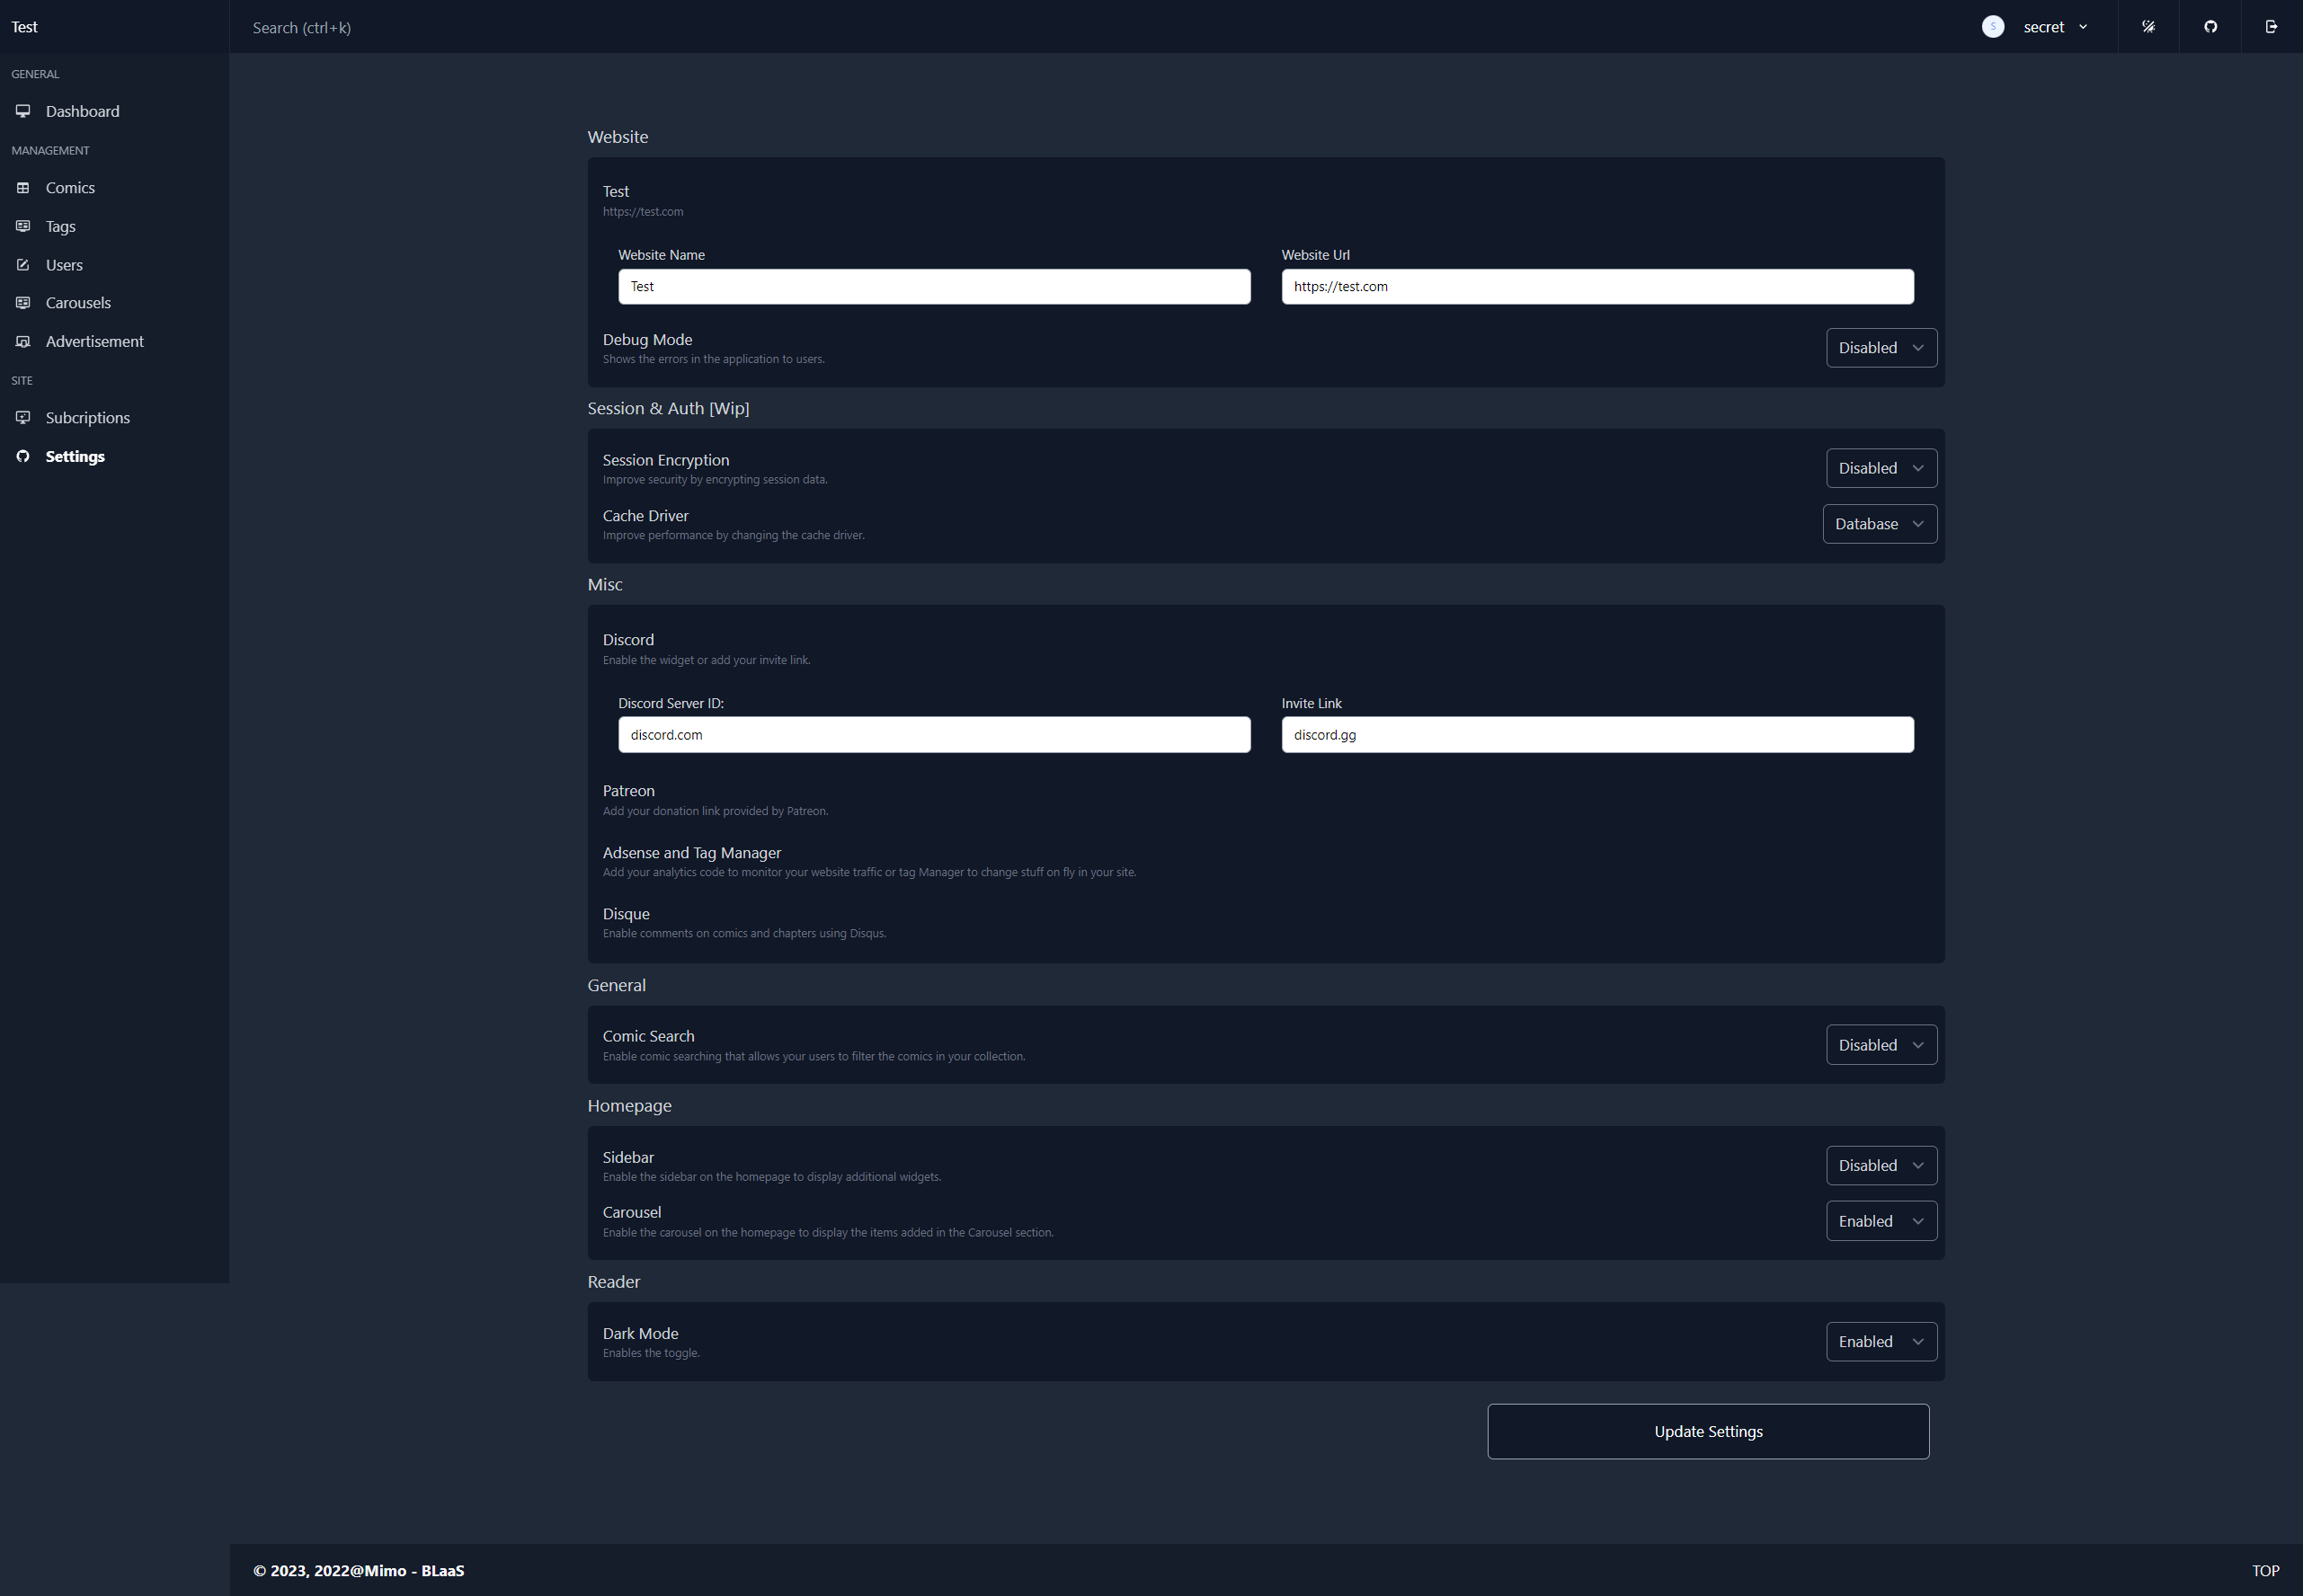 Test
Search (ctrl+k)
S
secret
GENERAL
Dashboard
MANAGEMENT
Comics
Tags
Users
Carousels
Advertisement
SITE
Subcriptions
Settings
Website
Test
https://test.com
Website Name
Website Url
Test
https://test.com
Debug Mode
Shows the errors in the application to users.
Disabled
Session & Auth [Wip]
Session Encryption
Improve security by encrypting session data.
Disabled
Cache Driver
Improve performance by changing the cache driver.
Database
Misc
Discord
Enable the widget or add your invite link.
Discord Server ID:
Invite Link
discord.com
discord.gg
Patreon
Add your donation link provided by Patreon.
Adsense and Tag Manager
Add your analytics code to monitor your website traffic or tag Manager to change stuff on fly in your site.
Disque
Enable comments on comics and chapters using Disqus.
General
Comic Search
Enable comic searching that allows your users to filter the comics in your collection.
Disabled
Homepage
Sidebar
Enable the sidebar on the homepage to display additional widgets.
Disabled
Carousel
Enable the carousel on the homepage to display the items added in the Carousel section.
Enabled
Reader
Dark Mode
Enables the toggle.
Enabled
Update Settings
© 2023, 2022@Mimo - BLaaS
TOP